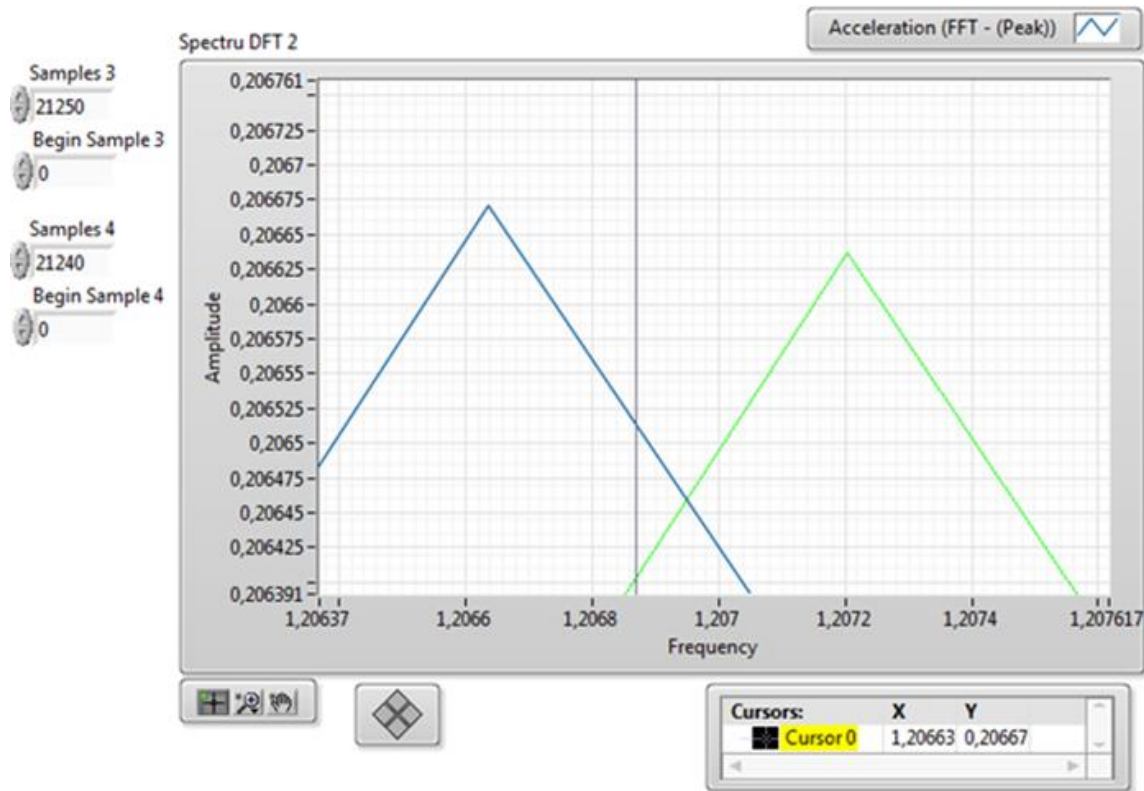 Acceleration (FFT - (Peak))
Spectru DFT 2
Samples 3
21250
Begin Sample 3
0
Samples 4
21240
Begin Sample 4
0
Amplitude
0,206761
0,206725
0,2067
0,206675
0,20665
0,206625
0,2066
0,206575
0,20655
0,206525
0,2065
0,206475
0,20645
0,206425
0,206391
1,20637
1,2066
1,2068
1,207
1,2072
1,2074
1,207617
Frequency
Cursors: X Y
Cursor 0 1,20663 0,20667